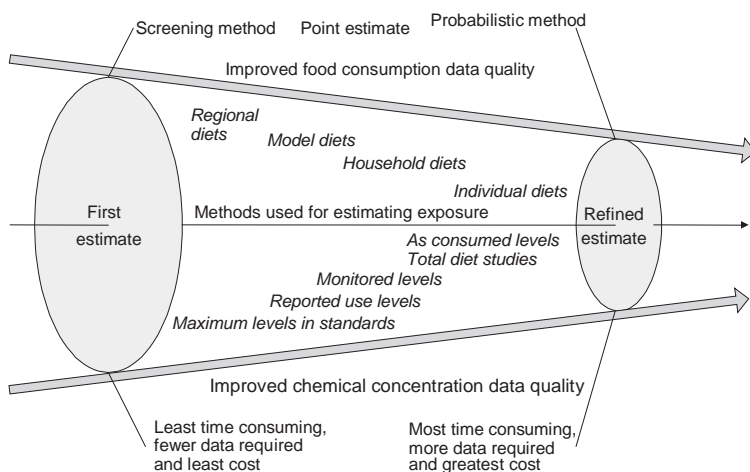 Screening method
Point estimate
Probabilistic method
Improved food consumption data quality
Regional
diets
Model diets
Household diets
Individual diets
First
estimate
Methods used for estimating exposure
Refined
estimate
As consumed levels
Total diet studies
Monitored levels
Reported use levels
Maximum levels in standards
Improved chemical concentration data quality
Least time consuming,
fewer data required
and least cost
Most time consuming,
more data required
and greatest cost